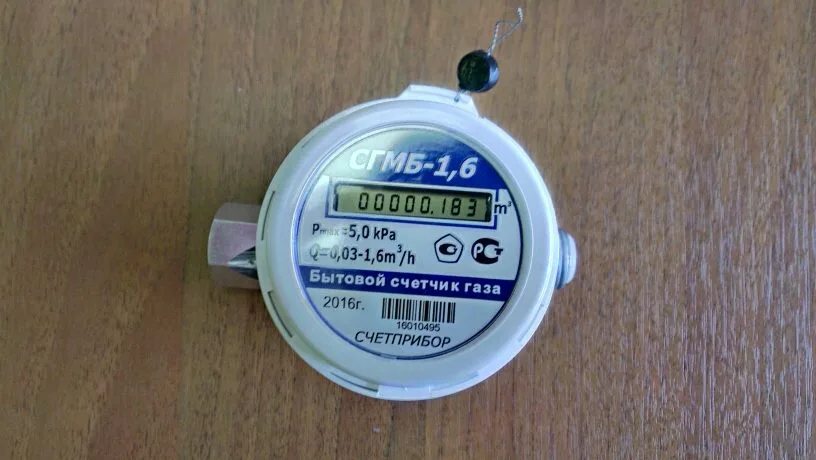 СГМБ-1,6
00000.183 m³
Pmax=5,0 kPa
Q=0,03-1,6m³/h
Бытовой счетчик газа
2016г.
16010495
СЧЕТПРИБОР